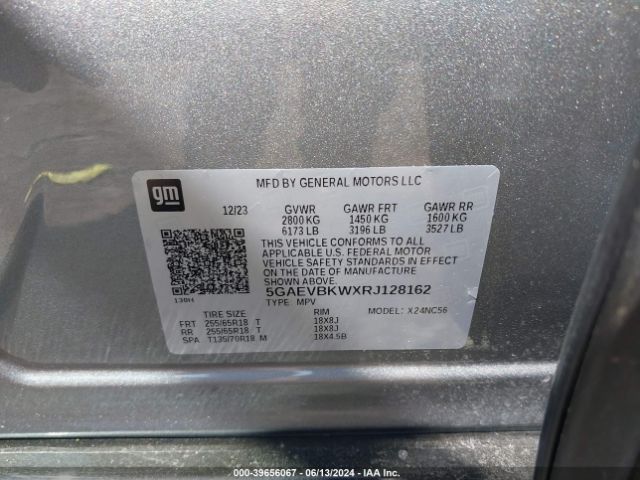 gm
MFD BY GENERAL MOTORS LLC
12/23 GVWR GAWR FRT GAWR RR
2800 KG 1450 KG 1600 KG
6173 LB 3196 LB 3527 LB
THIS VEHICLE CONFORMS TO ALL
APPLICABLE U.S. FEDERAL MOTOR
VEHICLE SAFETY STANDARDS IN EFFECT
ON THE DATE OF MANUFACTURE
SHOWN ABOVE.
5GAEVBKWXRJ128162
139H TYPE: MPV MODEL: X24NC56
TIRE SIZE RIM
FRT 255/65R18 T 18X8J
RR 255/65R18 T 18X8J
SPA T135/70R18 M 18X4.5B
000-39656067 - 06/13/2024 - IAA Inc.